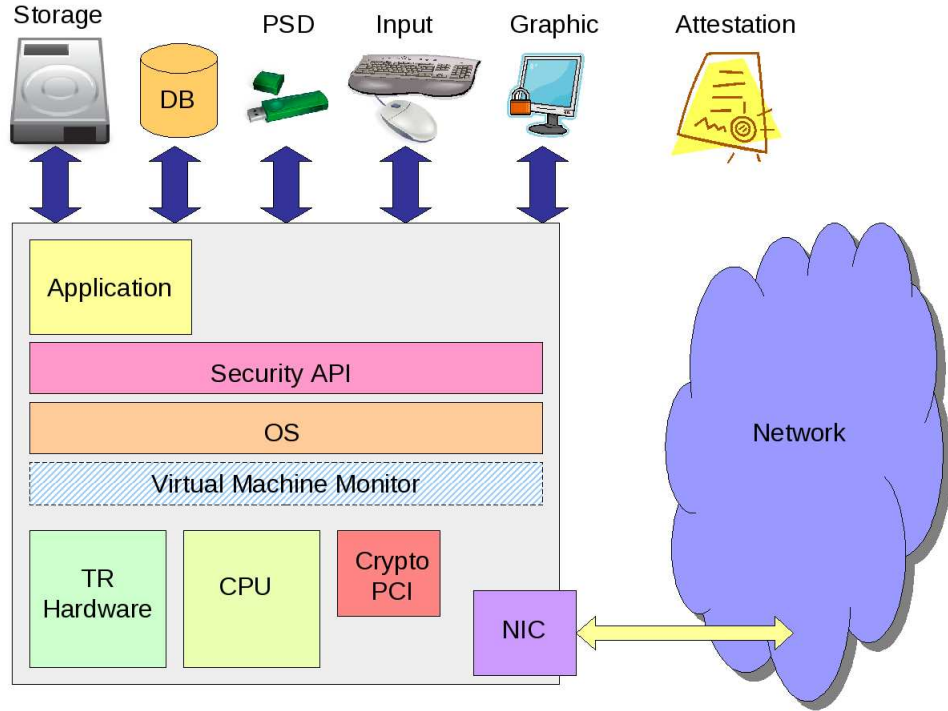 Storage
PSD
Input
Graphic
Attestation
DB
Application
Security API
OS
Virtual Machine Monitor
Network
TR
Hardware
CPU
Crypto
PCI
NIC